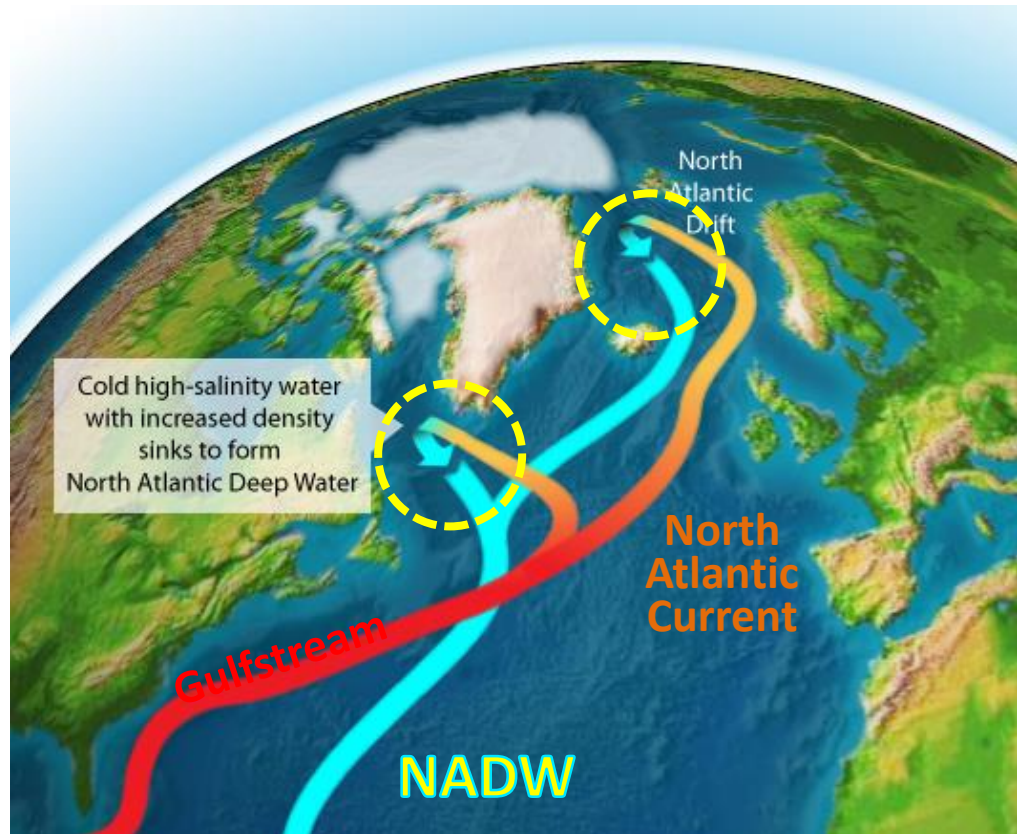 North
Atlantic
Drift
Cold high-salinity water
with increased density
sinks to form
North Atlantic Deep Water
North
Atlantic
Current
Gulfstream
NADW